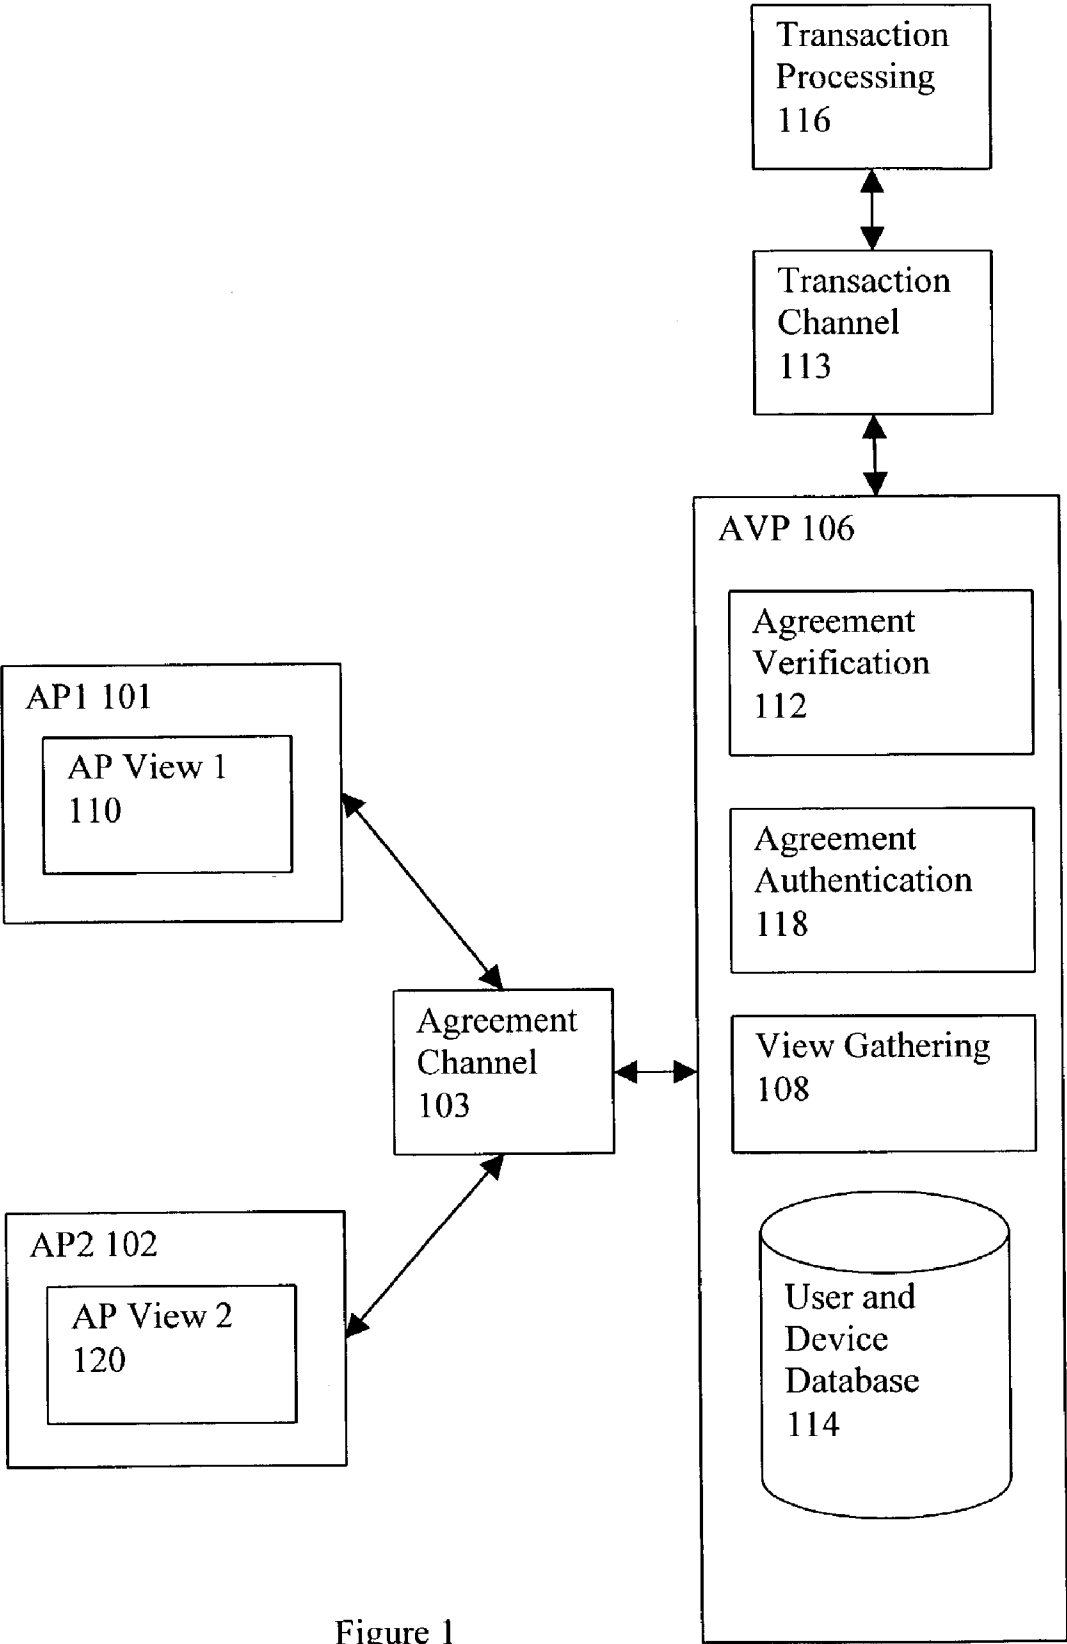 Transaction
Processing
116
Transaction
Channel
113
AVP 106
Agreement
Verification
112
AP1 101
AP View 1
110
Agreement
Authentication
118
Agreement
Channel
103
View Gathering
108
AP2 102
AP View 2
120
User and
Device
Database
114
Figure 1